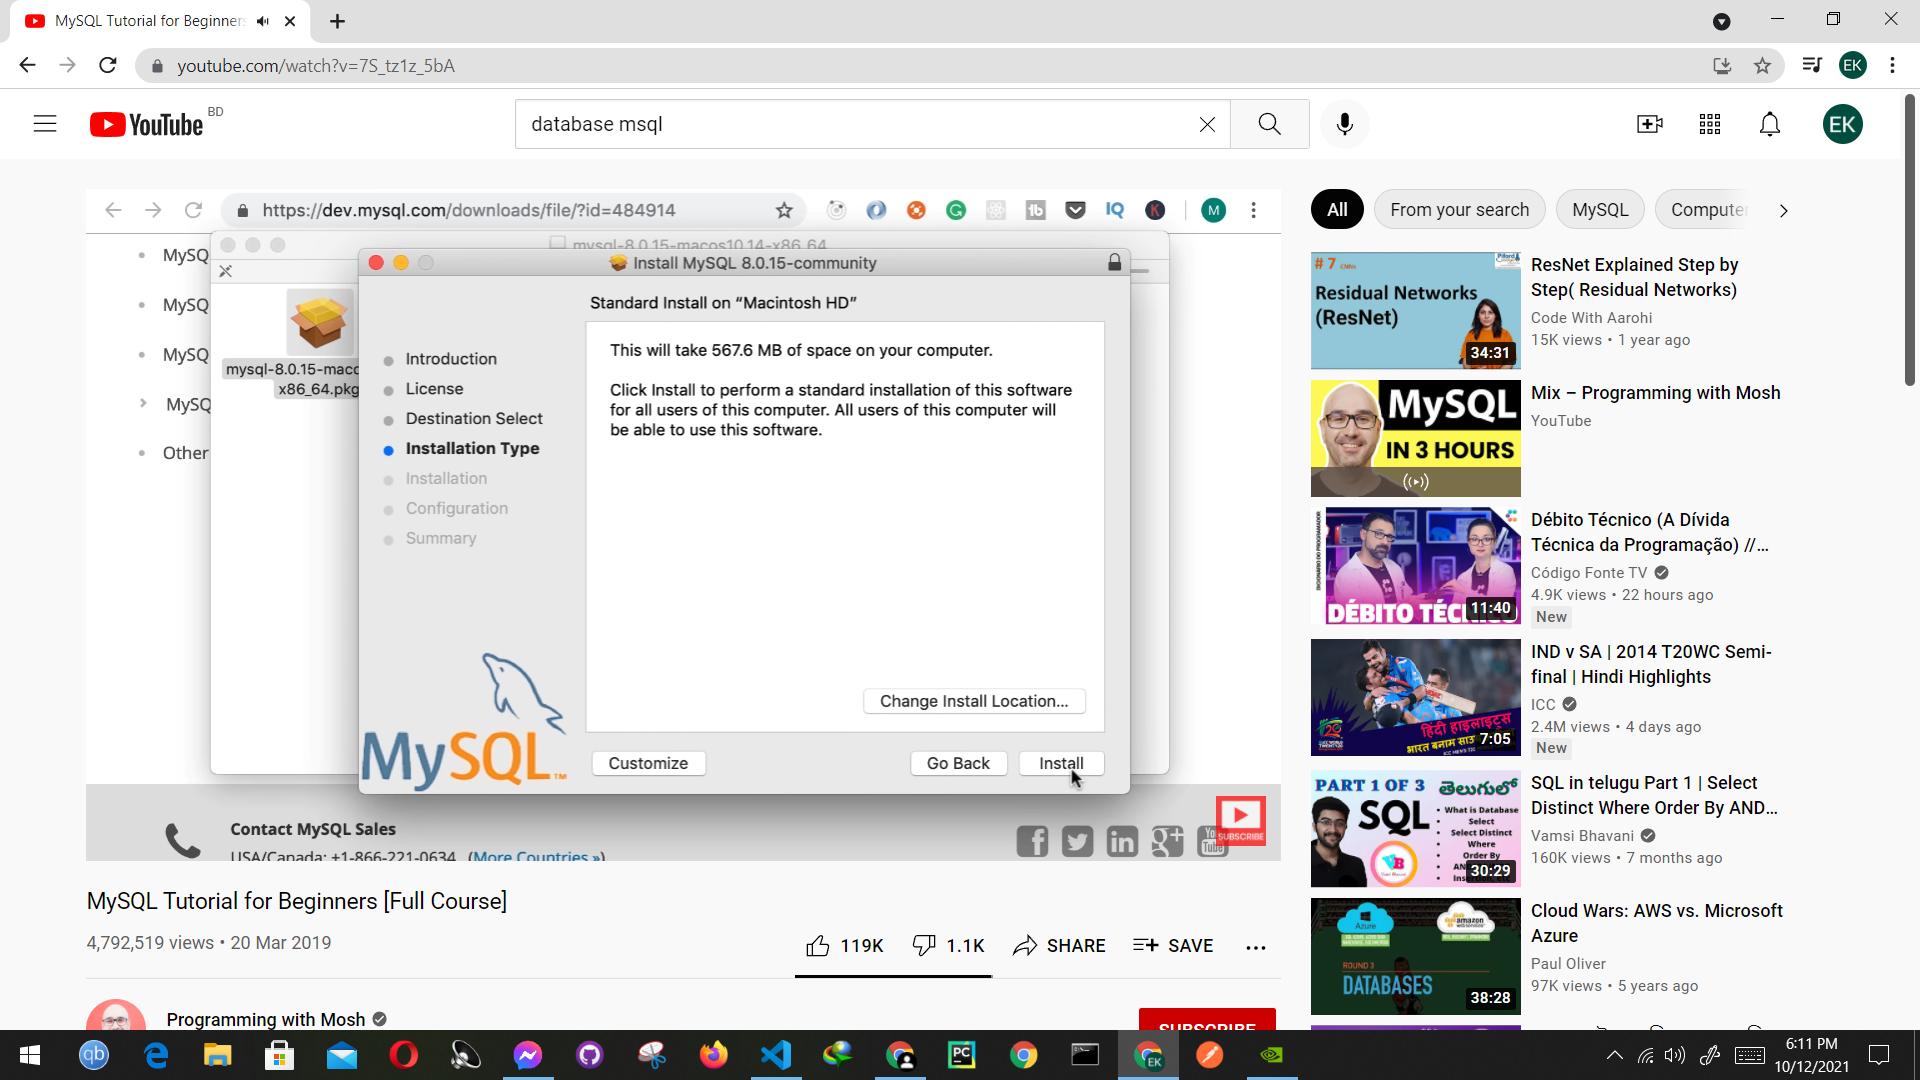 MySQL Tutorial for Beginners
youtube.com/watch?v=7S_tz1z_5bA
EK
YouTube BD
database msql
EK
https://dev.mysql.com/downloads/file/?id=484914
M
mysql-8.0.15-macos10.14-x86_64
MySQ
MySQ
MySQ
MySQ
Other
mysql-8.0.15-maco
x86_64.pkg
Install MySQL 8.0.15-community
Standard Install on “Macintosh HD”
Introduction
License
Destination Select
Installation Type
Installation
Configuration
Summary
This will take 567.6 MB of space on your computer.
Click Install to perform a standard installation of this software
for all users of this computer. All users of this computer will
be able to use this software.
Change Install Location...
MySQL™
Customize
Go Back
Install
Contact MySQL Sales
USA/Canada: +1-866-221-0634 (More Countries »)
You
Tube
SUBSCRIBE
MySQL Tutorial for Beginners [Full Course]
4,792,519 views • 20 Mar 2019
119K
1.1K
SHARE
SAVE
Programming with Mosh
SUBSCRIBE
All
From your search
MySQL
Computer
# 7 CNNs
Residual Networks
(ResNet)
34:31
ResNet Explained Step by
Step( Residual Networks)
Code With Aarohi
15K views • 1 year ago
MySQL
IN 3 HOURS
Mix – Programming with Mosh
YouTube
DÉBITO TÉC
11:40
Débito Técnico (A Dívida
Técnica da Programação) //...
Código Fonte TV
4.9K views • 22 hours ago
New
हिंदी हाइलाइट्स
भारत बनाम साउ
7:05
IND v SA | 2014 T20WC Semi-
final | Hindi Highlights
ICC
2.4M views • 4 days ago
New
PART 1 OF 3 తెలుగులో
SQL
What is Database
Select
Select Distinct
Where
Order By
30:29
SQL in telugu Part 1 | Select
Distinct Where Order By AND...
Vamsi Bhavani
160K views • 7 months ago
Azure
amazon
ROUND 3
DATABASES
38:28
Cloud Wars: AWS vs. Microsoft
Azure
Paul Oliver
97K views • 5 years ago
qb
PC
EK
6:11 PM
10/12/2021